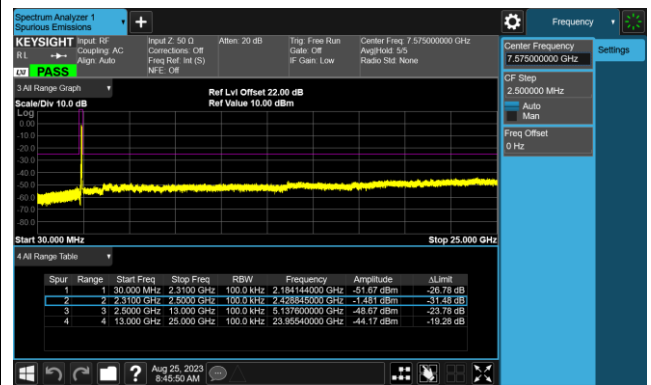 Spectrum Analyzer 1
Spurious Emissions
Frequency
KEYSIGHT
Input: RF
Coupling: AC
Align: Auto
Input Z: 50 Ω
Corrections: Off
Freq Ref: Int (S)
NFE: Off
Atten: 20 dB
Trig: Free Run
Gate: Off
IF Gain: Low
Center Freq: 7.575000000 GHz
Avg|Hold: 5/5
Radio Std: None
RL
LXI
PASS
Center Frequency
7.575000000 GHz
Settings
CF Step
2.500000 MHz
Auto
Man
Freq Offset
0 Hz
3 All Range Graph
Scale/Div 10.0 dB
Ref Lvl Offset 22.00 dB
Ref Value 10.00 dBm
Log
0.00
-10.0
-20.0
-30.0
-40.0
-50.0
-60.0
-70.0
-80.0
Start 30.000 MHz
Stop 25.000 GHz
4 All Range Table
Spur Range Start Freq Stop Freq RBW Frequency Amplitude ΔLimit
1 1 30.000 MHz 2.3100 GHz 100.0 kHz 2.184144000 GHz -51.67 dBm -26.78 dB
2 2 2.3100 GHz 2.5000 GHz 100.0 kHz 2.428845000 GHz -1.481 dBm -31.48 dB
3 3 2.5000 GHz 13.000 GHz 100.0 kHz 5.137600000 GHz -48.67 dBm -23.78 dB
4 4 13.000 GHz 25.000 GHz 100.0 kHz 23.95540000 GHz -44.17 dBm -19.28 dB
?
Aug 25, 2023
8:45:50 AM